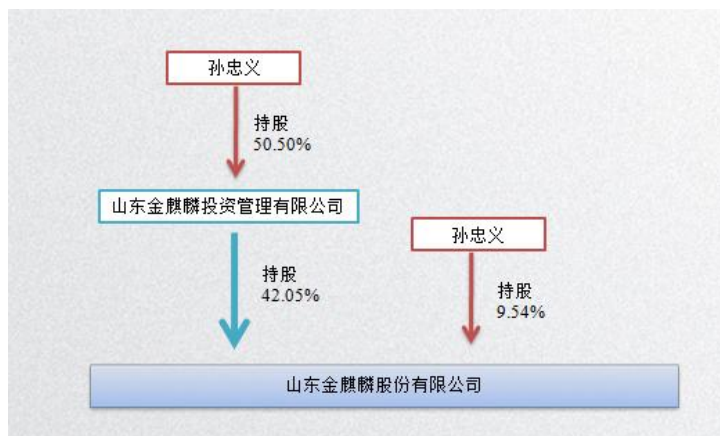 孙忠义
持股
50.50%
山东金麒麟投资管理有限公司
孙忠义
持股
42.05%
持股
9.54%
山东金麒麟股份有限公司